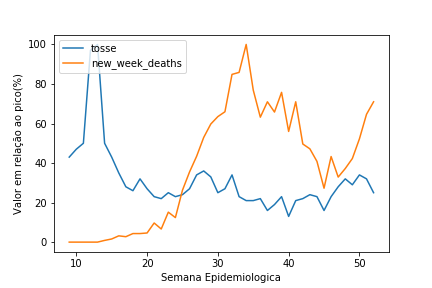 tosse
new_week_deaths
Valor em relação ao pico(%)
100
80
60
40
20
0
10
20
30
40
50
Semana Epidemiologica